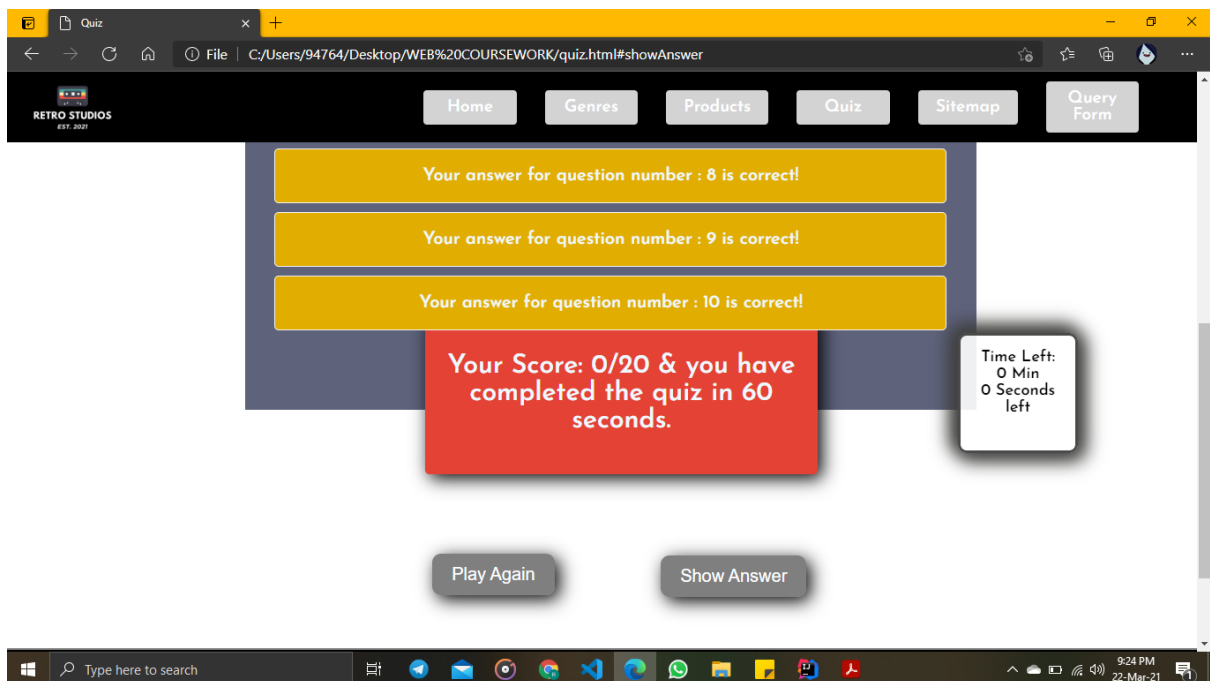 Quiz
File
C:/Users/94764/Desktop/WEB%20COURSEWORK/quiz.html#showAnswer
RETRO STUDIOS
EST. 2021
Home
Genres
Products
Quiz
Sitemap
Query
Form
Your answer for question number : 8 is correct!
Your answer for question number : 9 is correct!
Your answer for question number : 10 is correct!
Your Score: 0/20 & you have
completed the quiz in 60
seconds.
Time Left:
0 Min
0 Seconds
left
Play Again
Show Answer
Type here to search
9:24 PM
22-Mar-21
1